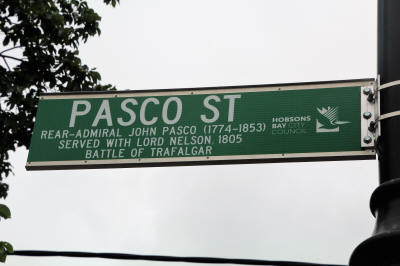 PASCO ST
REAR-ADMIRAL JOHN PASCO (1774-1853)
SERVED WITH LORD NELSON, 1805
BATTLE OF TRAFALGAR
HOBSONS
BAY CITY
COUNCIL